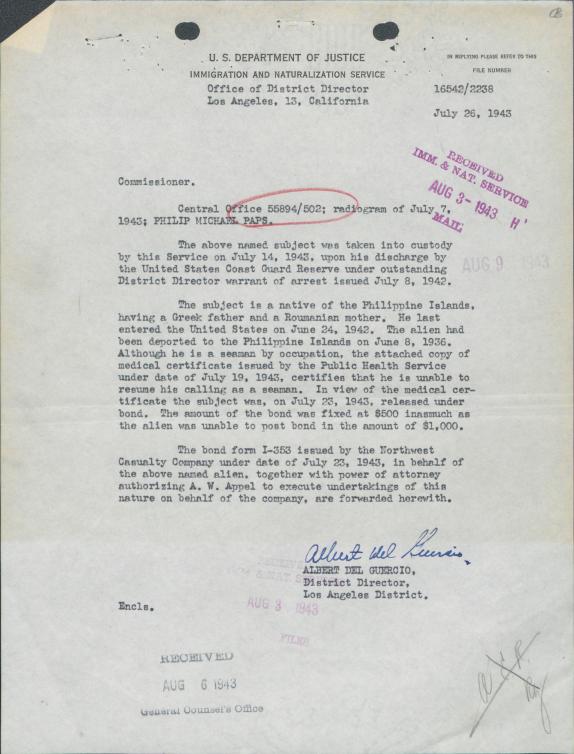 CB
U. S. DEPARTMENT OF JUSTICE
IMMIGRATION AND NATURALIZATION SERVICE
Office of District Director
Los Angeles, 13, California
IN REPLYING PLEASE REFER TO THIS
FILE NUMBER
16542/2238
July 26, 1943
RECEIVED
IMM. & NAT. SERVICE
AUG 3- 1943 H
MAIL
AUG 9 1943
Commissioner.
Central Office 55894/502; radiogram of July 7,
1943; PHILIP MICHAEL PAPS.
The above named subject was taken into custody
by this Service on July 14, 1943, upon his discharge by
the United States Coast Guard Reserve under outstanding
District Director warrant of arrest issued July 8, 1942.
The subject is a native of the Philippine Islands,
having a Greek father and a Roumanian mother. He last
entered the United States on June 24, 1942. The alien had
been deported to the Philippine Islands on June 8, 1936.
Although he is a seaman by occupation, the attached copy of
medical certificate issued by the Public Health Service
under date of July 19, 1943, certifies that he is unable to
resume his calling as a seaman. In view of the medical cer-
tificate the subject was, on July 23, 1943, released under
bond. The amount of the bond was fixed at $500 inasmuch as
the alien was unable to post bond in the amount of $1,000.
The bond form I-353 issued by the Northwest
Casualty Company under date of July 23, 1943, in behalf of
the above named alien, together with power of attorney
authorizing A. W. Appel to execute undertakings of this
nature on behalf of the company, are forwarded herewith.
Albert del Guercio.
ALBERT DEL GUERCIO,
District Director,
Los Angeles District.
Encls.
RECEIVED
IMM & NAT S
AUG 3 1943
FILES
RECEIVED
AUG 6 1943
General Counsel's Office